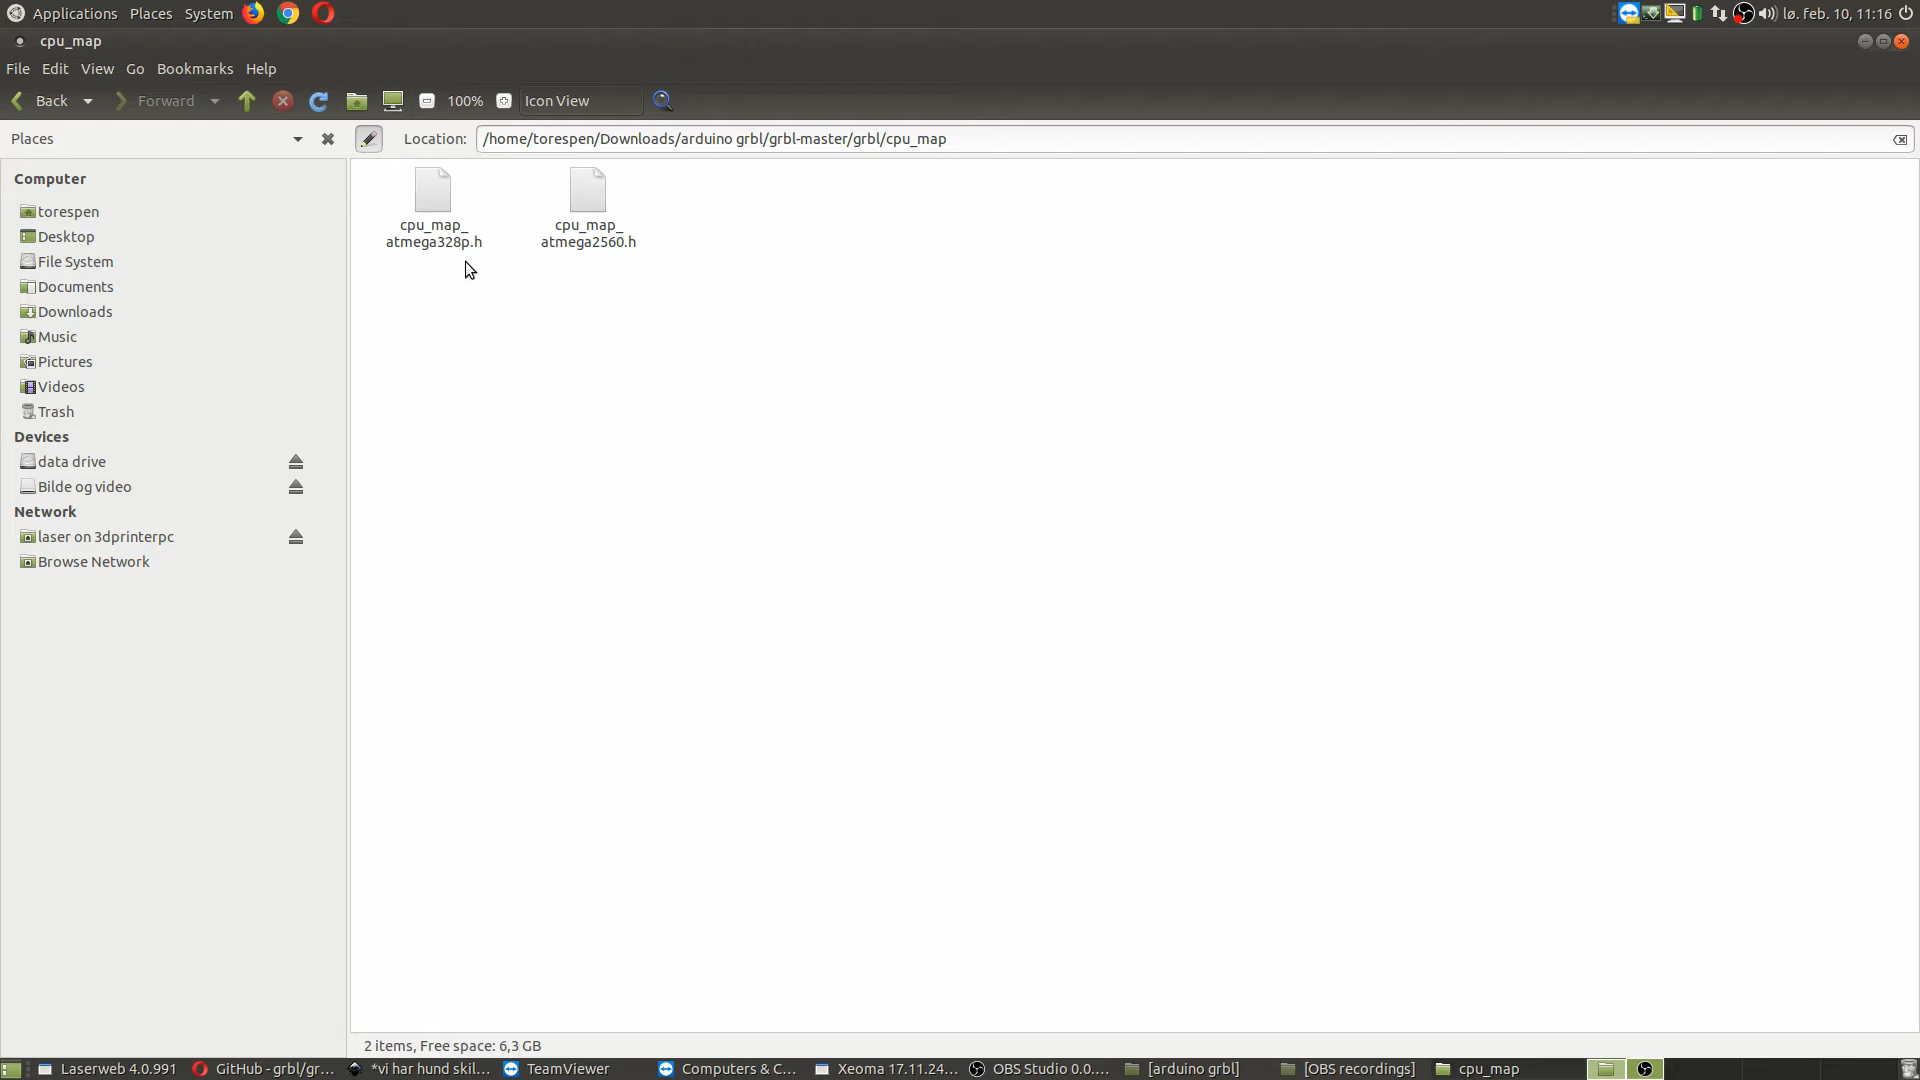 Applications Places System lø. feb. 10, 11:16
cpu_map
File Edit View Go Bookmarks Help
Back Forward 100% Icon View
Places Location: /home/torespen/Downloads/arduino grbl/grbl-master/grbl/cpu_map
Computer
torespen
Desktop
File System
Documents
Downloads
Music
Pictures
Videos
Trash
Devices
data drive
Bilde og video
Network
laser on 3dprinterpc
Browse Network
cpu_map_
atmega328p.h
cpu_map_
atmega2560.h
2 items, Free space: 6,3 GB
Laserweb 4.0.991 GitHub - grbl/gr... *vi har hund skil... TeamViewer Computers & C... Xeoma 17.11.24... OBS Studio 0.0.... [arduino grbl] [OBS recordings] cpu_map